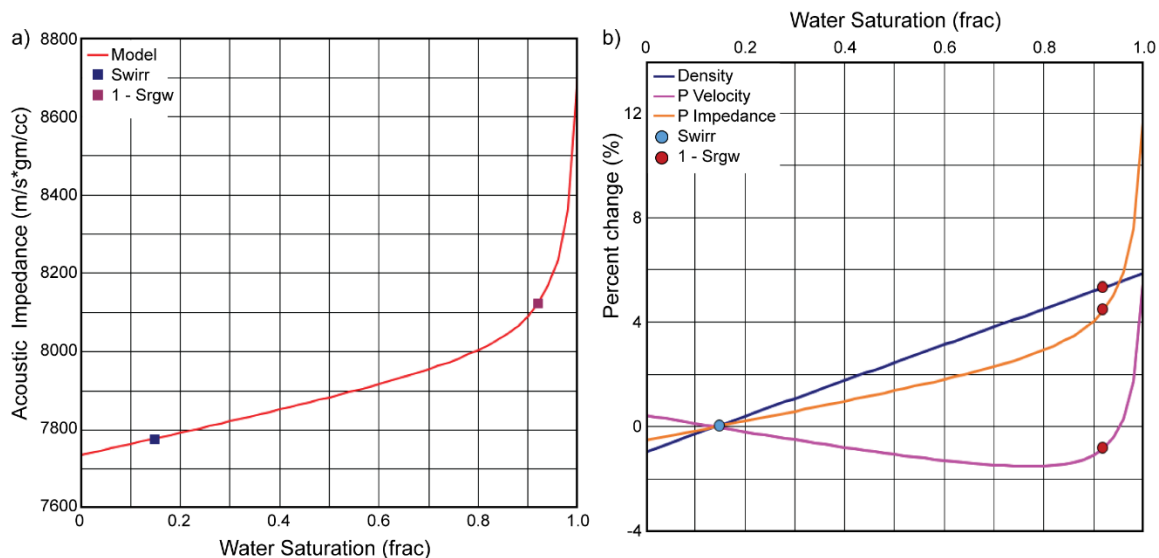 a)
Acoustic Impedance (m/s*gm/cc)
8800
8600
8400
8200
8000
7800
7600
Model
Swirr
1 - Srgw
0 0.2 0.4 0.6 0.8 1.0
Water Saturation (frac)
Water Saturation (frac)
b)
0 0.2 0.4 0.6 0.8 1.0
Percent change (%)
12
8
4
0
-4
Density
P Velocity
P Impedance
Swirr
1 - Srgw